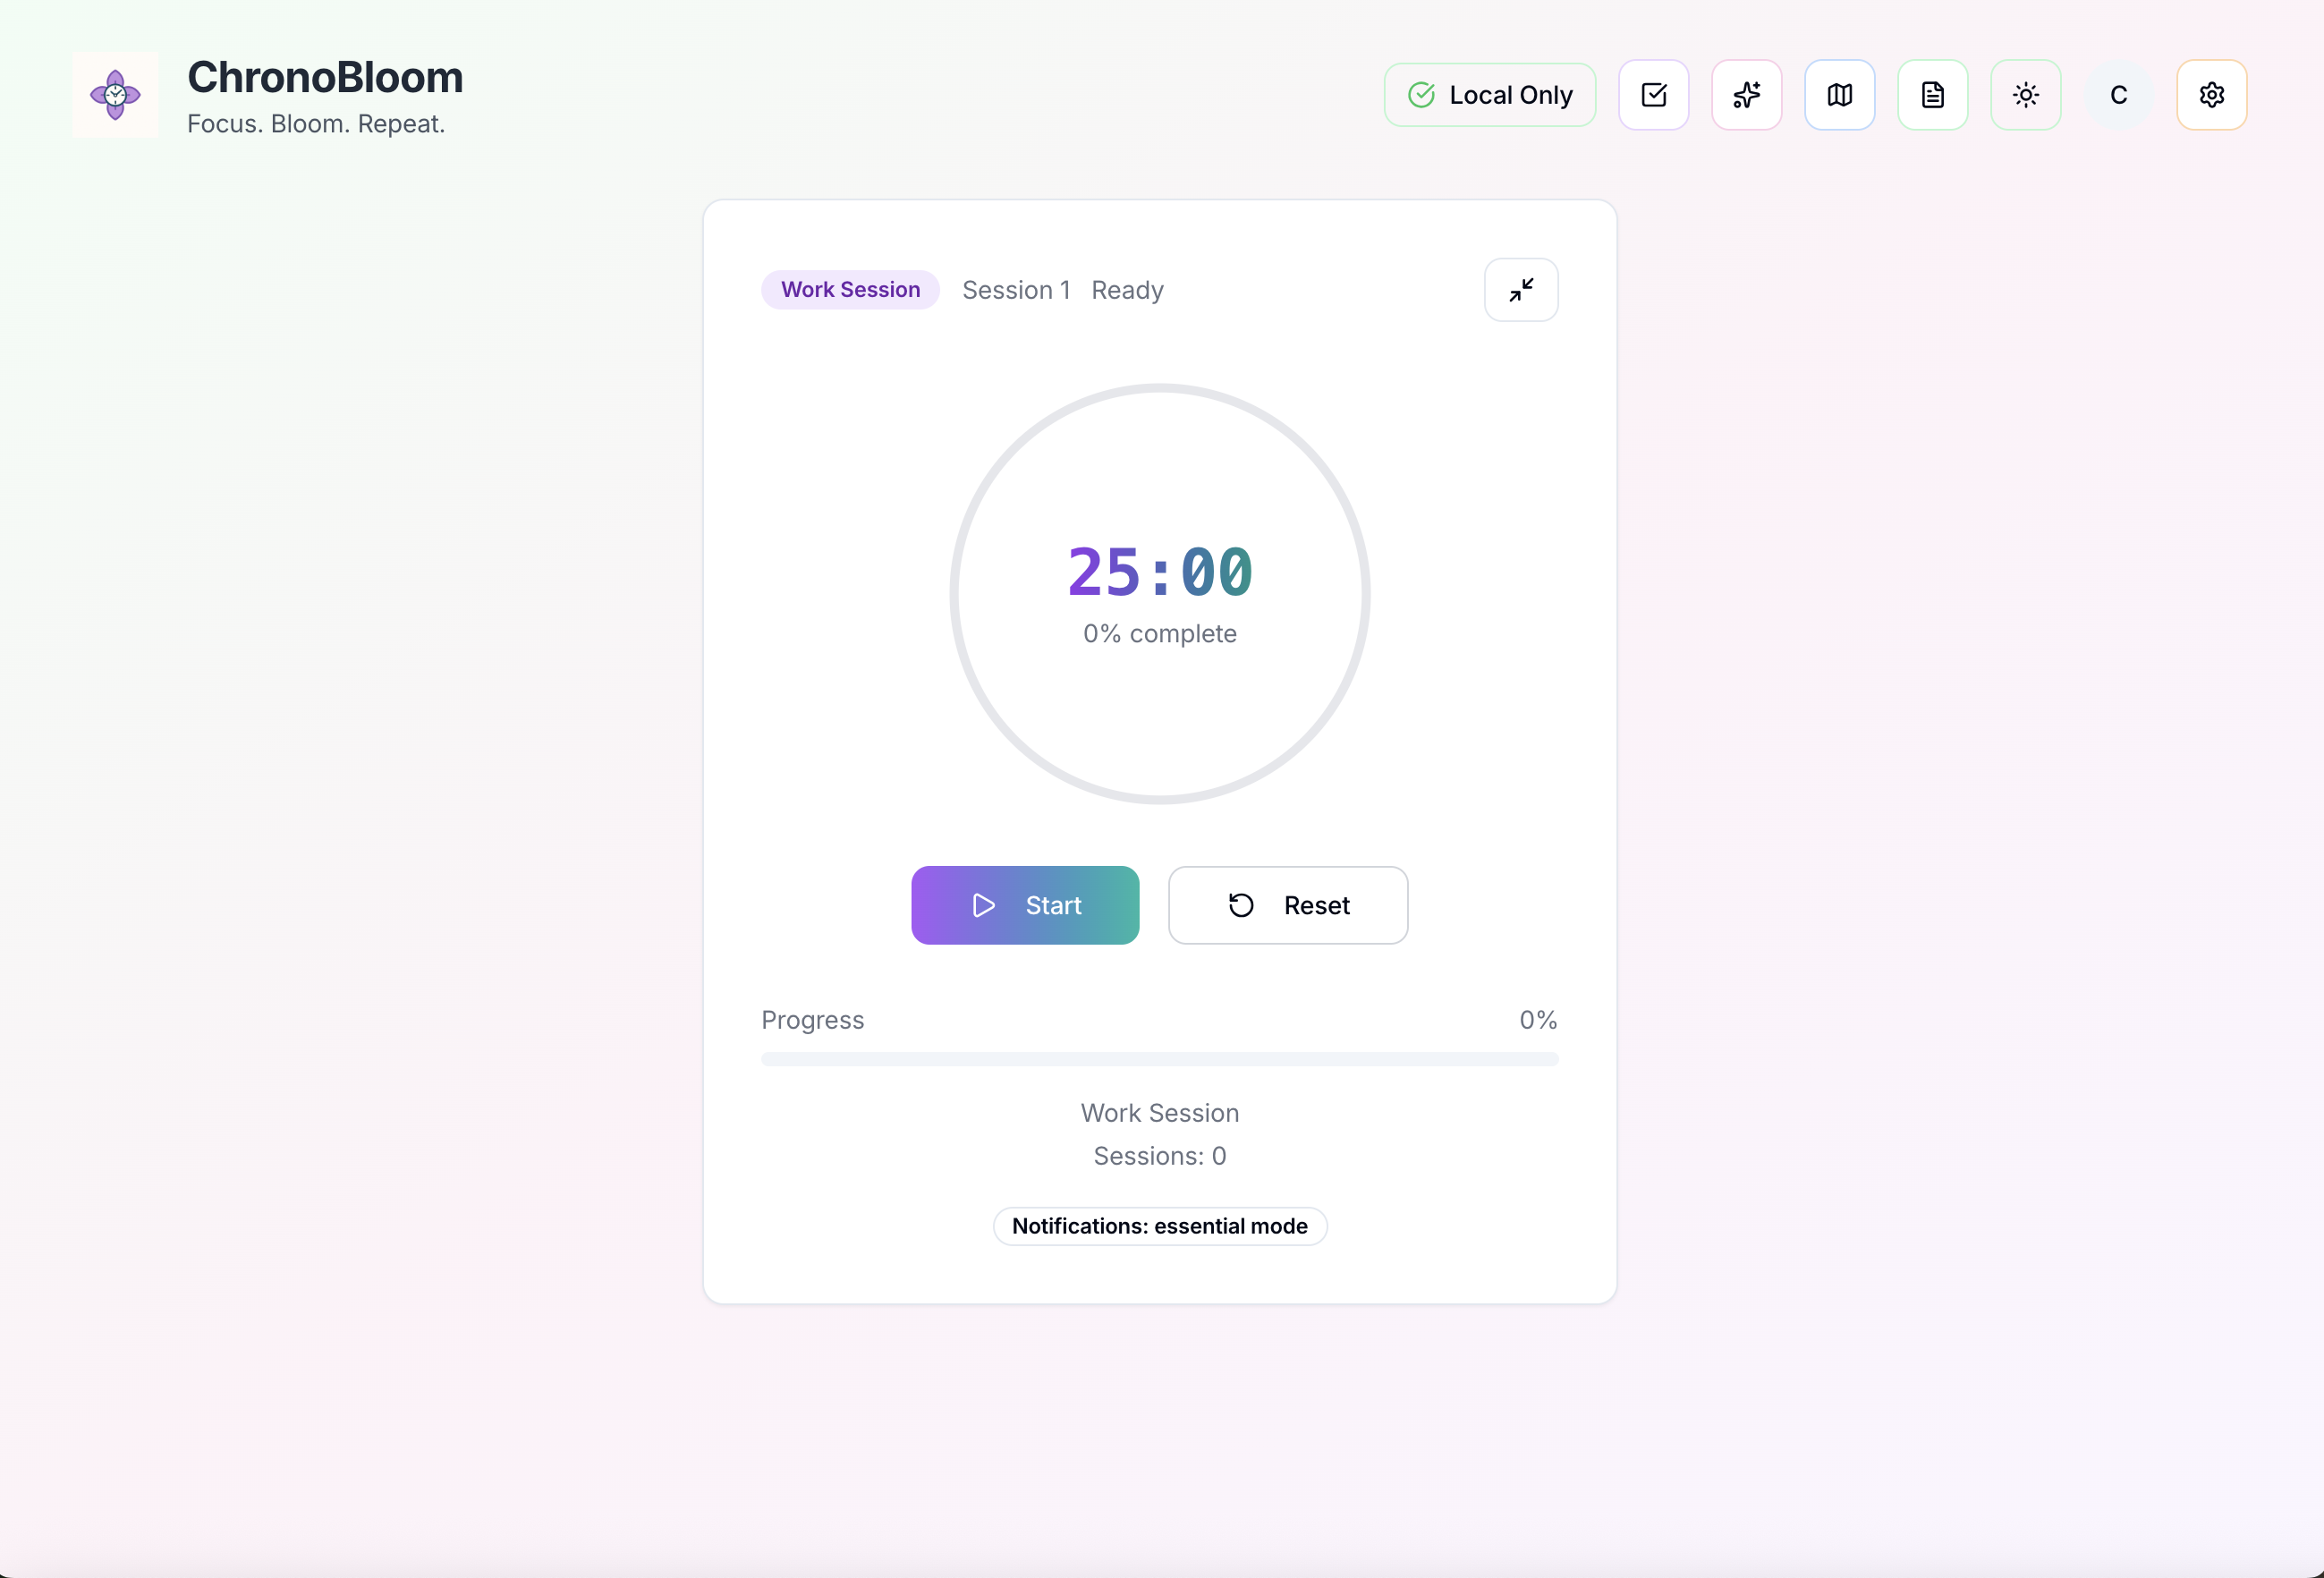 ChronoBloom
Focus. Bloom. Repeat.
Local Only
C
Work Session
Session 1
Ready
25:00
0% complete
Start
Reset
Progress
0%
Work Session
Sessions: 0
Notifications: essential mode